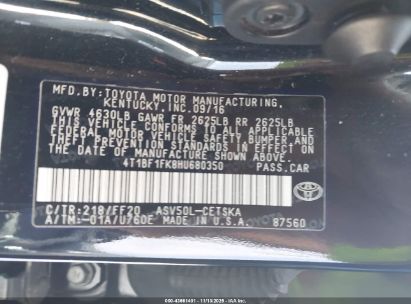 MFD.BY:TOYOTA MOTOR MANUFACTURING,
KENTUCKY,INC.09/16
GVWR 4630LB GAWR FR 2625LB RR 2625LB
THIS VEHICLE CONFORMS TO ALL APPLICABLE
FEDERAL MOTOR VEHICLE SAFETY,BUMPER,AND
THEFT PREVENTION STANDARDS IN EFFECT ON
THE DATE OF MANUFACTURE SHOWN ABOVE.
4T1BF1FK8HU680350 PASS.CAR
C/TR:218/FF20 ASV50L-CETSKA
A/TM:-01A/U760E MADE IN U.S.A. 87560